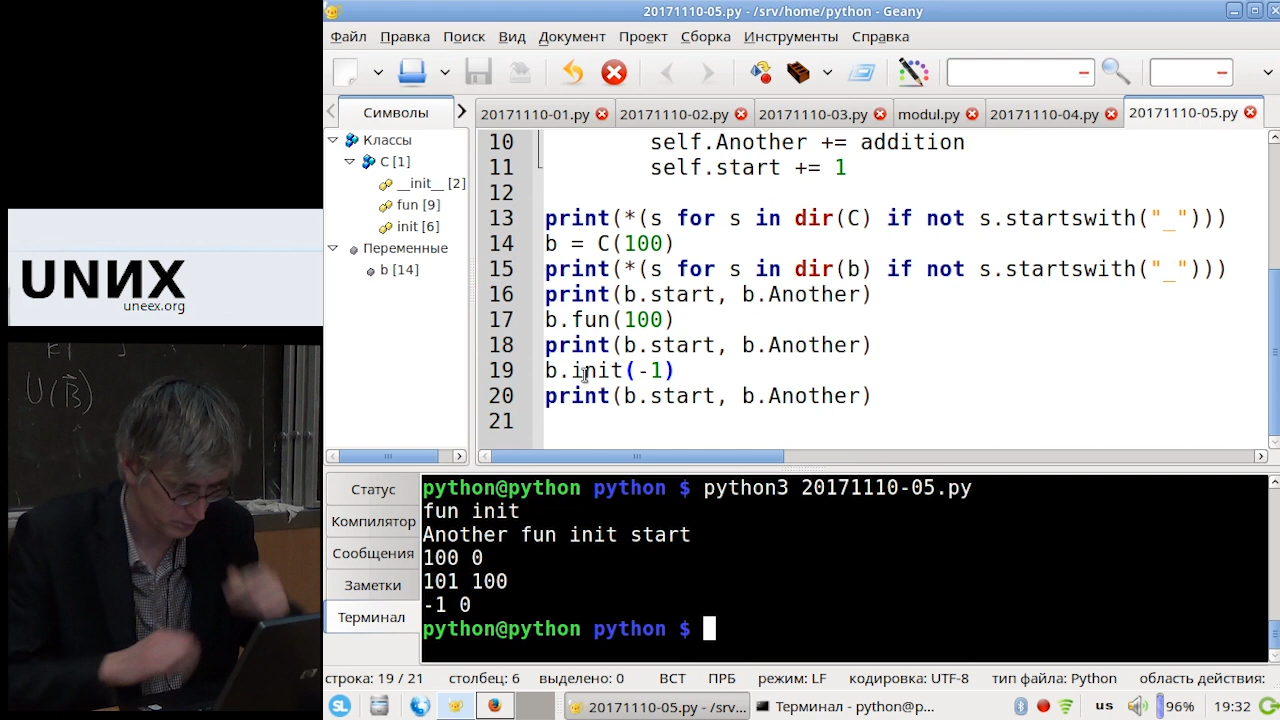 20171110-05.py - /srv/home/python - Geany
Файл Правка Поиск Вид Документ Проект Сборка Инструменты Справка
Символы
20171110-01.py 20171110-02.py 20171110-03.py modul.py 20171110-04.py 20171110-05.py
Классы
C [1]
__init__ [2]
fun [9]
init [6]
Переменные
b [14]
10 self.Another += addition
11 self.start += 1
12
13 print(*(s for s in dir(C) if not s.startswith("_")))
14 b = C(100)
15 print(*(s for s in dir(b) if not s.startswith("_")))
16 print(b.start, b.Another)
17 b.fun(100)
18 print(b.start, b.Another)
19 b.init(-1)
20 print(b.start, b.Another)
21
UNИX
uneex.org
U(B)
Статус
Компилятор
Сообщения
Заметки
Терминал
python@python python $ python3 20171110-05.py
fun init
Another fun init start
100 0
101 100
-1 0
python@python python $
строка: 19 / 21 столбец: 6 выделено: 0 ВСТ ПРБ режим: LF кодировка: UTF-8 тип файла: Python область действия:
SL 20171110-05.py - /srv... Терминал - python@p... us 96% 19:32